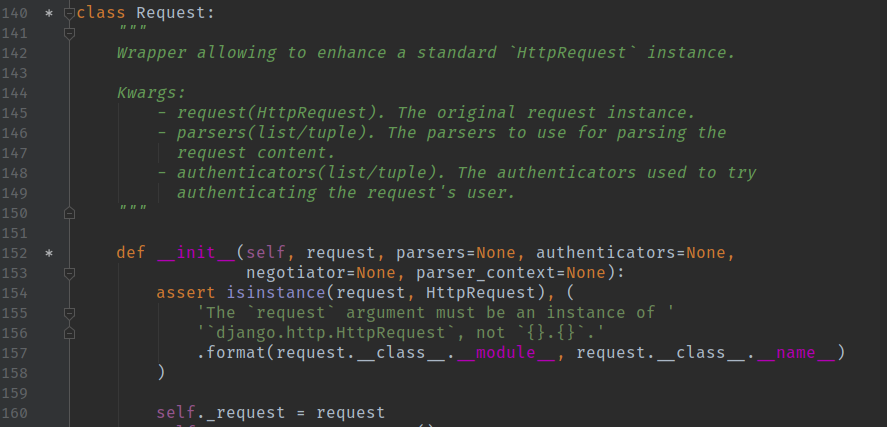 140 * class Request:
141 """
142 Wrapper allowing to enhance a standard `HttpRequest` instance.
143
144 Kwargs:
145 - request(HttpRequest). The original request instance.
146 - parsers(list/tuple). The parsers to use for parsing the
147 request content.
148 - authenticators(list/tuple). The authenticators used to try
149 authenticating the request's user.
150 """
151
152 * def __init__(self, request, parsers=None, authenticators=None,
153 negotiator=None, parser_context=None):
154 assert isinstance(request, HttpRequest), (
155 'The `request` argument must be an instance of '
156 '`django.http.HttpRequest`, not `{}.{}`.'
157 .format(request.__class__.__module__, request.__class__.__name__)
158 )
159
160 self._request = request